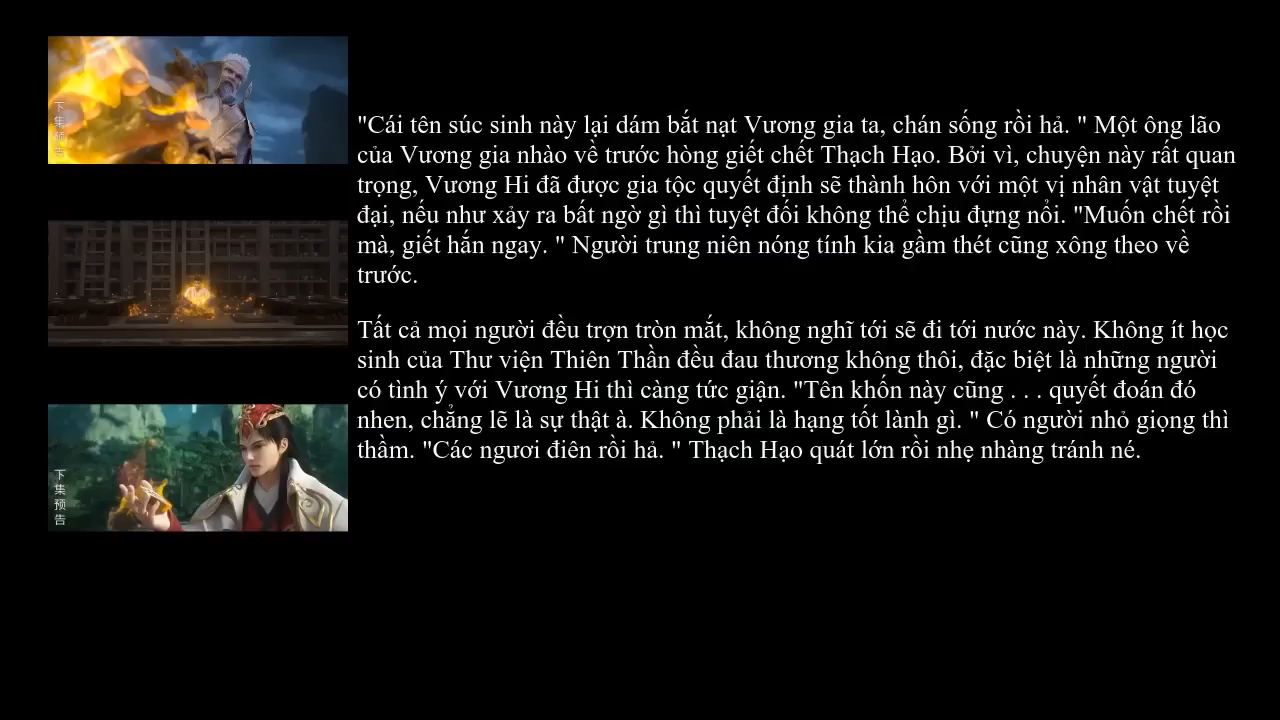 下集预告
"Cái tên súc sinh này lại dám bắt nạt Vương gia ta, chán sống rồi hả. " Một ông lão
của Vương gia nhào về trước hòng giết chết Thạch Hạo. Bởi vì, chuyện này rất quan
trọng, Vương Hi đã được gia tộc quyết định sẽ thành hôn với một vị nhân vật tuyệt
đại, nếu như xảy ra bất ngờ gì thì tuyệt đối không thể chịu đựng nổi. "Muốn chết rồi
mà, giết hắn ngay. " Người trung niên nóng tính kia gầm thét cũng xông theo về
trước.
Tất cả mọi người đều trợn tròn mắt, không nghĩ tới sẽ đi tới nước này. Không ít học
sinh của Thư viện Thiên Thần đều đau thương không thôi, đặc biệt là những người
có tình ý với Vương Hi thì càng tức giận. "Tên khốn này cũng . . . quyết đoán đó
nhen, chẳng lẽ là sự thật à. Không phải là hạng tốt lành gì. " Có người nhỏ giọng thì
thầm. "Các ngươi điên rồi hả. " Thạch Hạo quát lớn rồi nhẹ nhàng tránh né.
下集预告